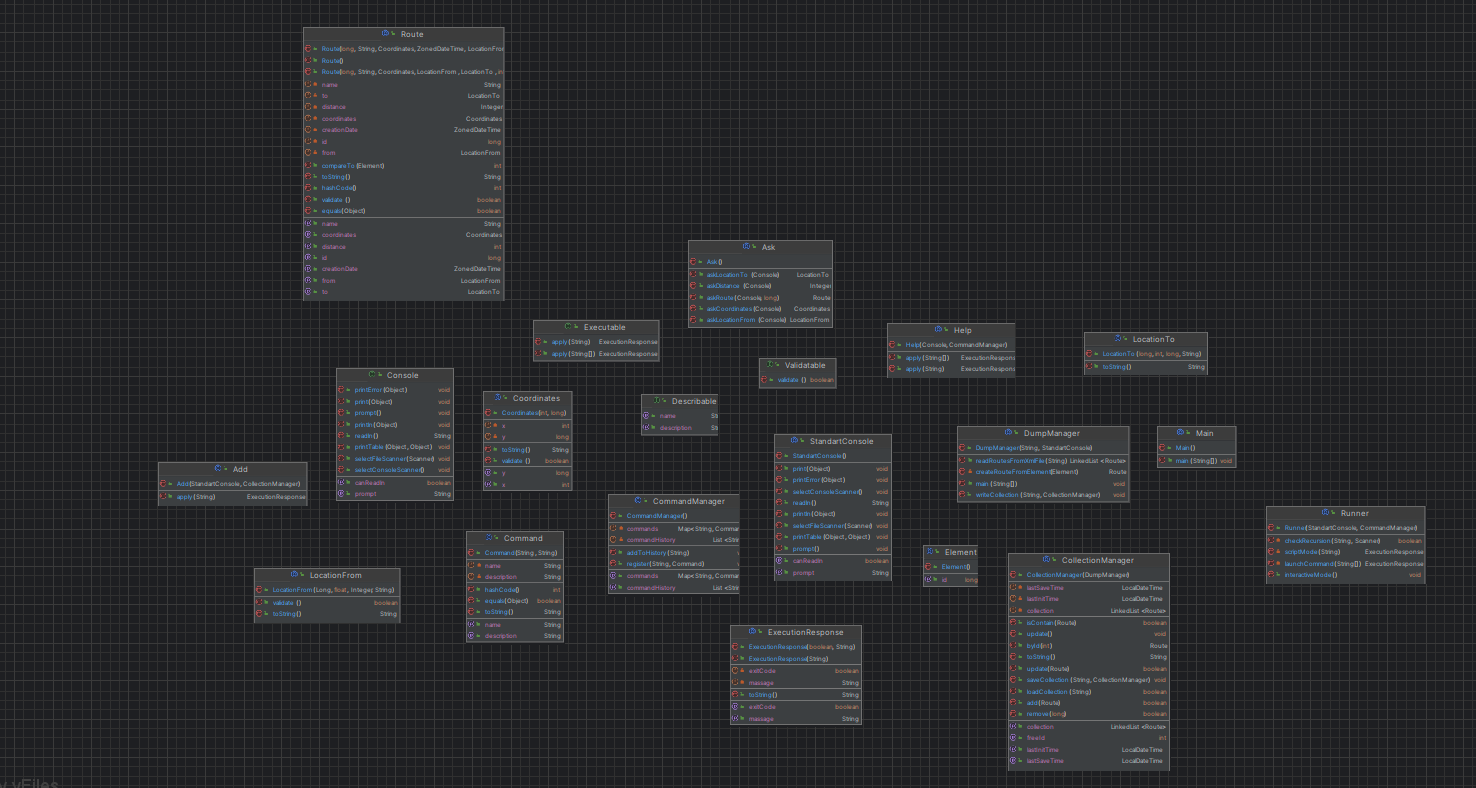 Route
Route(long, String, Coordinates, ZonedDateTime, LocationFrom
Route()
Route(long, String, Coordinates, LocationFrom, LocationTo, in
name String
to LocationTo
distance Integer
coordinates Coordinates
creationDate ZonedDateTime
id long
from LocationFrom
compareTo(Element) int
toString() String
hashCode() int
validate() boolean
equals(Object) boolean
name String
coordinates Coordinates
distance int
id long
creationDate ZonedDateTime
from LocationFrom
to LocationTo
Ask
Ask()
askLocationTo(Console) LocationTo
askDistance(Console) Integer
askRoute(Console, long) Route
askCoordinates(Console) Coordinates
askLocationFrom(Console) LocationFrom
Executable
apply(String) ExecutionResponse
apply(String[]) ExecutionResponse
Help
Help(Console, CommandManager)
apply(String[]) ExecutionRespon
apply(String) ExecutionRespon
LocationTo
LocationTo(long, int, long, String)
toString() String
Validatable
validate() boolean
Console
printError(Object) void
print(Object) void
prompt() void
println(Object) void
readln() String
printTable(Object, Object) void
selectFileScanner(Scanner) void
selectConsoleScanner() void
canReadln boolean
prompt String
Coordinates
Coordinates(int, long)
x int
y long
toString() String
validate() boolean
y long
x int
Describable
name St
description St
StandartConsole
StandartConsole()
print(Object) void
printError(Object) void
selectConsoleScanner() void
readln() String
println(Object) void
selectFileScanner(Scanner) void
printTable(Object, Object) void
prompt() void
canReadln boolean
prompt String
DumpManager
DumpManager(String, StandartConsole)
readRoutesFromXml File(String) LinkedList<Route>
createRouteFromElement(Element) Route
main(String[]) void
writeCollection(String, CollectionManager) void
Main
Main()
main(String[]) void
Add
Add(StandartConsole, CollectionManager)
apply(String) ExecutionResponse
CommandManager
CommandManager()
commands Map<String, Comman
commandHistory List<Stri
addToHistory(String)
register(String, Command)
commands Map<String, Comman
commandHistory List<Stri
Runner
Runner(StandartConsole, CommandManager)
checkRecursion(String, Scanner) boolean
scriptMode(String) ExecutionResponse
launchCommand(String[]) ExecutionResponse
interactiveMode() void
Command
Command(String, String)
name String
description String
hashCode() int
equals(Object) boolean
toString() String
name String
description String
Element
Element()
id long
CollectionManager
CollectionManager(DumpManager)
lastSaveTime LocalDateTime
lastInitTime LocalDateTime
collection LinkedList<Route>
isContain(Route) boolean
update() void
byId(int) Route
toString() String
update(Route) boolean
saveCollection(String, CollectionManager) void
loadCollection(String) boolean
add(Route) boolean
remove(long) boolean
collection LinkedList<Route>
freeId int
lastInitTime LocalDateTime
lastSaveTime LocalDateTime
LocationFrom
LocationFrom(Long, float, Integer, String)
validate() boolean
toString() String
ExecutionResponse
ExecutionResponse(boolean, String)
ExecutionResponse(String)
exitCode boolean
massage String
toString() String
exitCode boolean
massage String
y yFiles